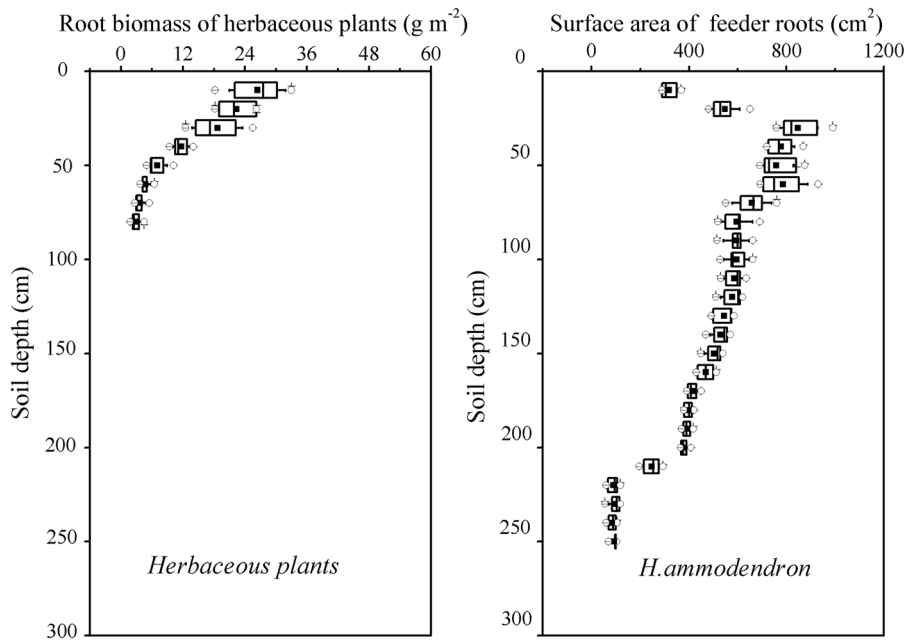 Root biomass of herbaceous plants (g m-2)
0 12 24 36 48 60
0
50
100
150
200
250
300
Soil depth (cm)
Herbaceous plants
Surface area of feeder roots (cm2)
0 400 800 1200
0
50
100
150
200
250
300
Soil depth (cm)
H.ammodendron